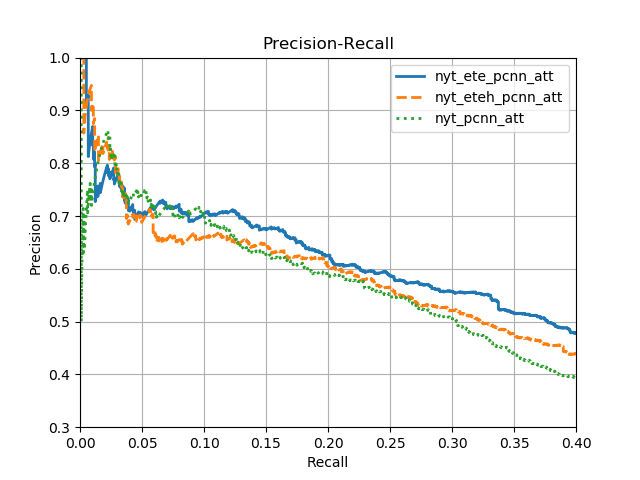 Precision-Recall
nyt_ete_pcnn_att
nyt_eteh_pcnn_att
nyt_pcnn_att
Precision
1.0
0.9
0.8
0.7
0.6
0.5
0.4
0.3
0.00 0.05 0.10 0.15 0.20 0.25 0.30 0.35 0.40
Recall